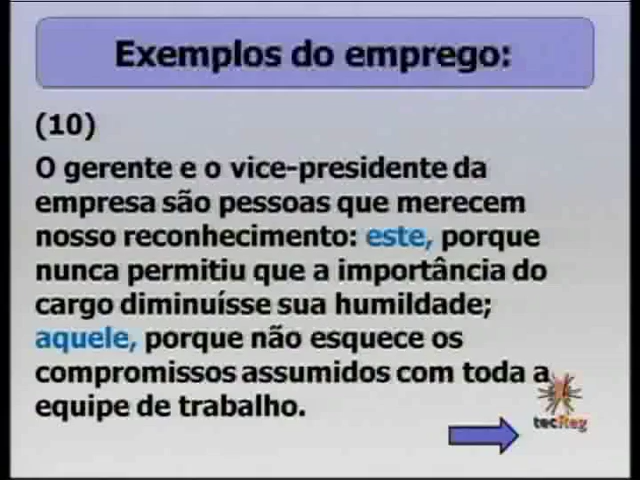 Exemplos do emprego:
(10)
O gerente e o vice-presidente da
empresa são pessoas que merecem
nosso reconhecimento: este, porque
nunca permitiu que a importância do
cargo diminuísse sua humildade;
aquele, porque não esquece os
compromissos assumidos com toda a
equipe de trabalho.
tecReg